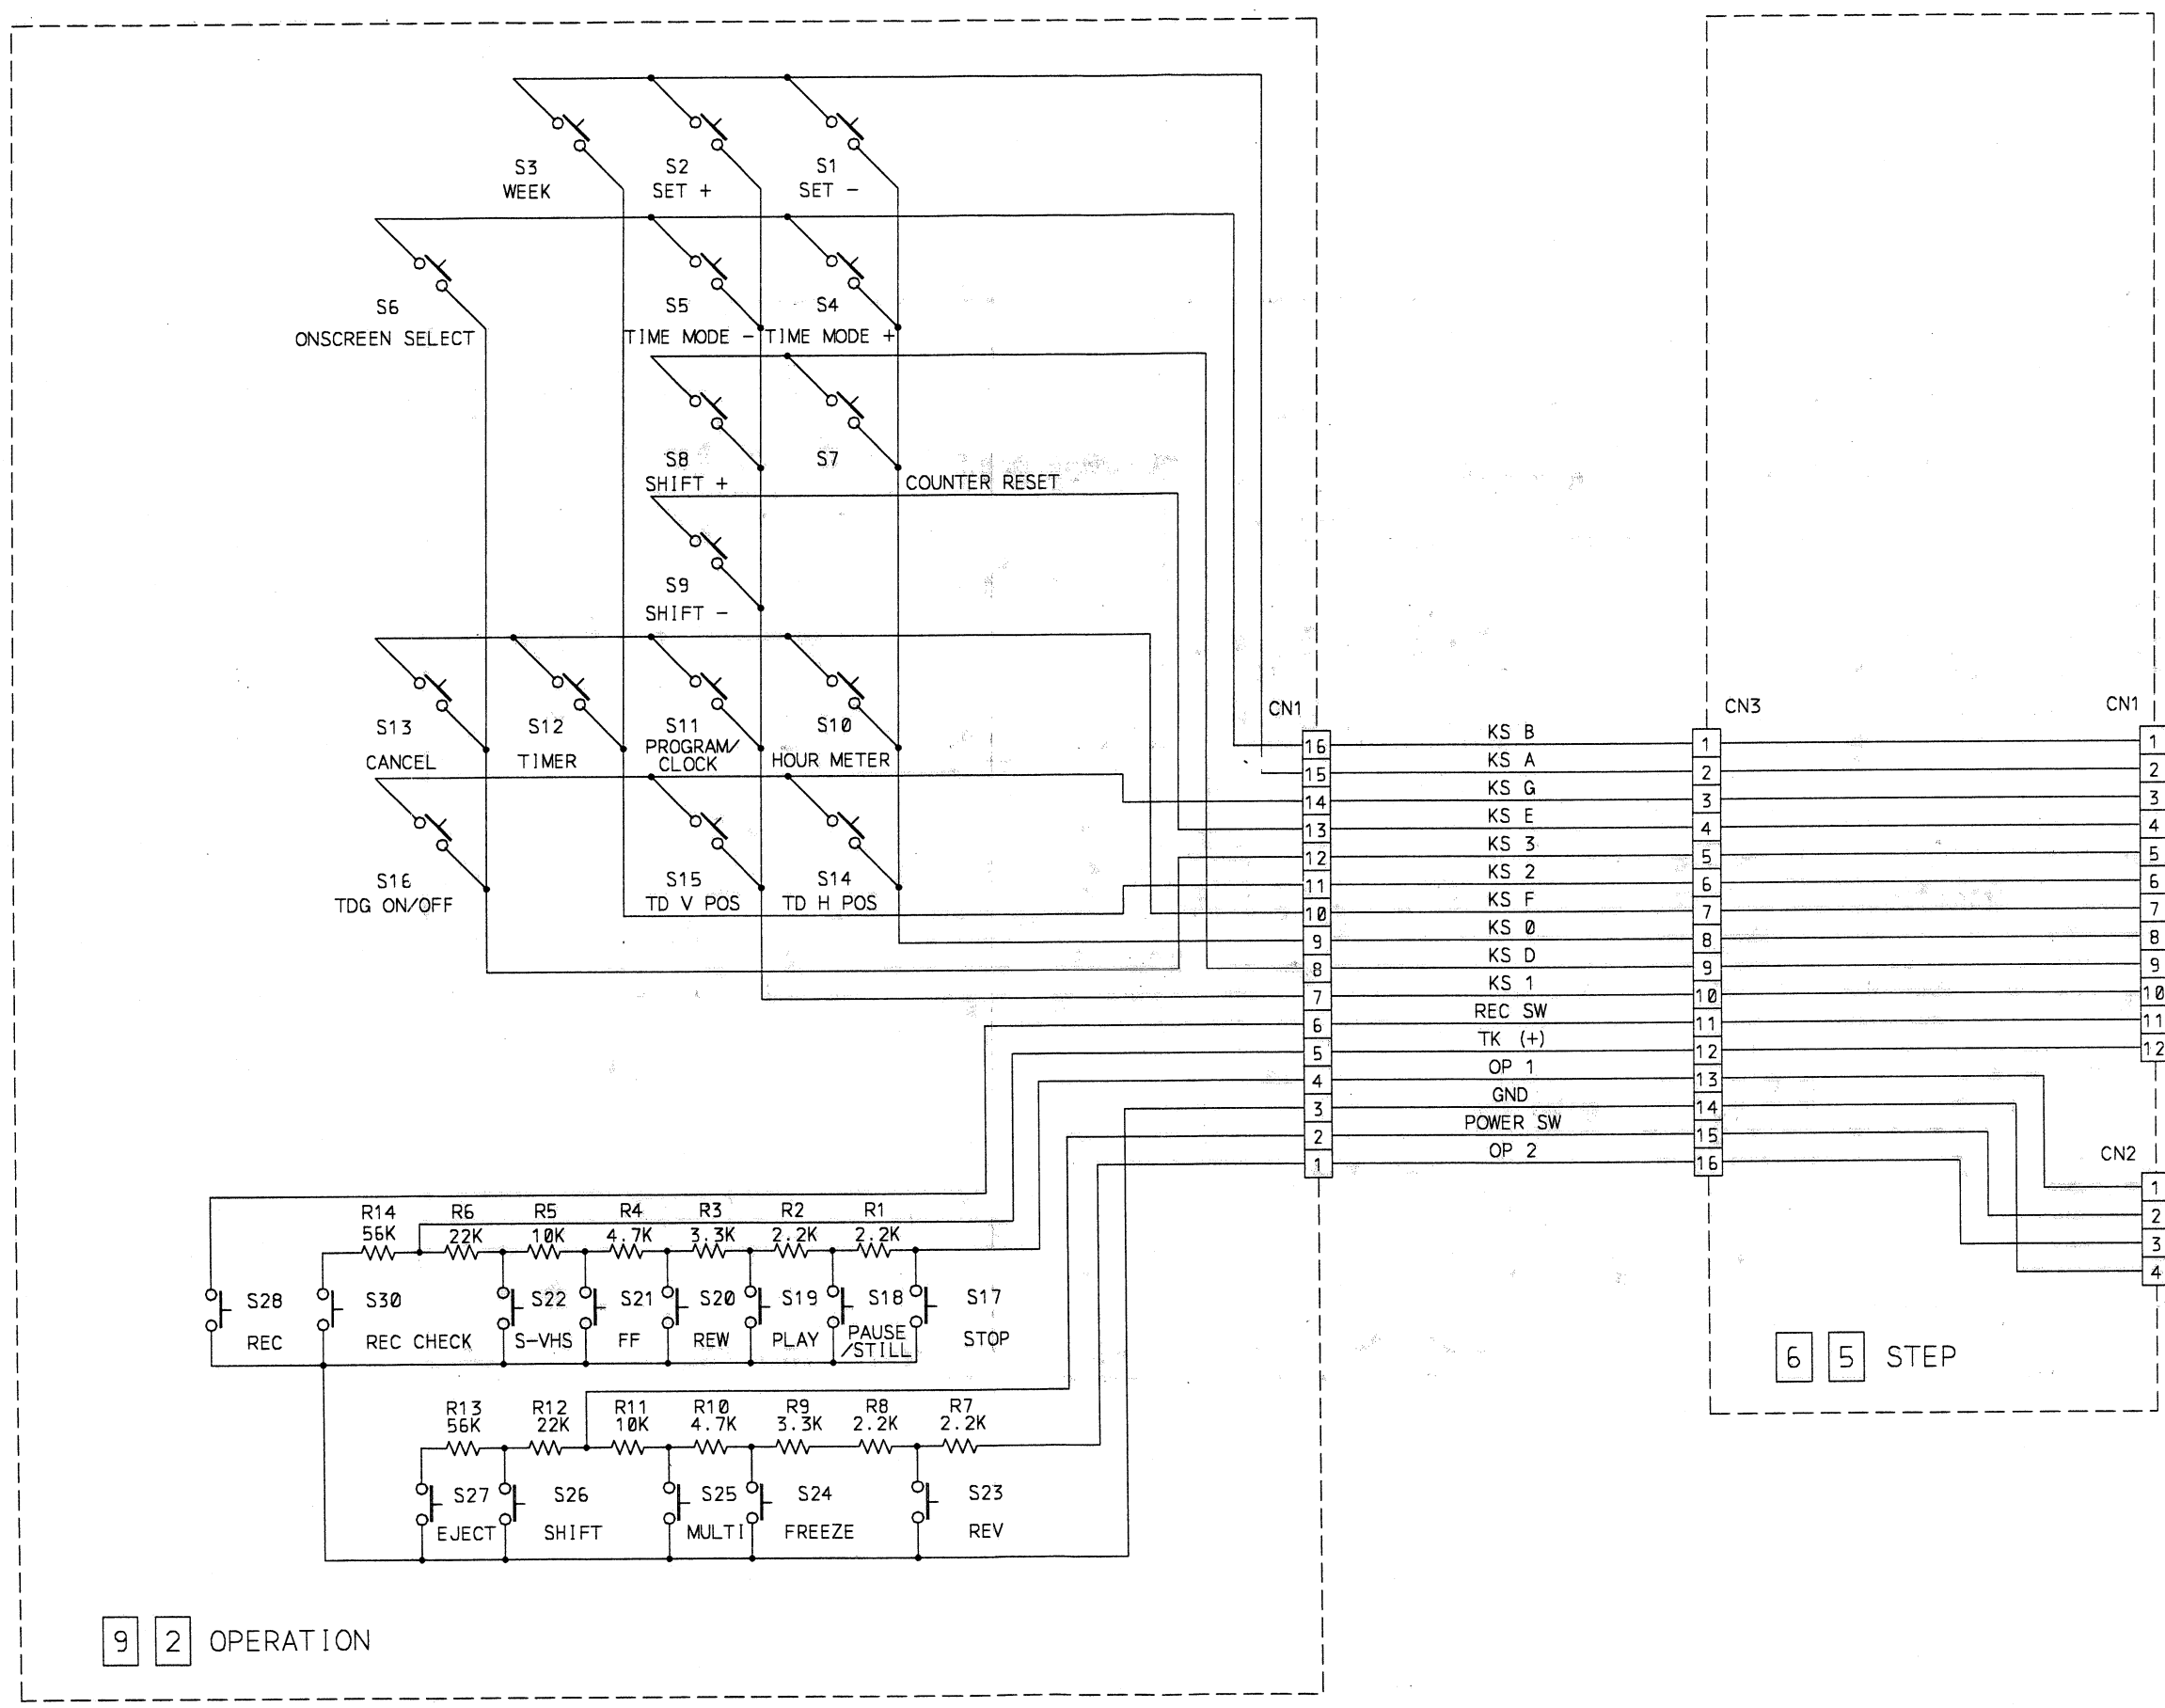 S3
WEEK
S2
SET +
S1
SET -
S6
ONSCREEN SELECT
S5
TIME MODE -
S4
TIME MODE +
S8
SHIFT +
S7
COUNTER RESET
S9
SHIFT -
S13
CANCEL
S12
TIMER
S11
PROGRAM/
CLOCK
S10
HOUR METER
S16
TDG ON/OFF
S15
TD V POS
S14
TD H POS
CN1
16
15
14
13
12
11
10
9
8
7
6
5
4
3
2
1
KS B
KS A
KS G
KS E
KS 3
KS 2
KS F
KS 0
KS D
KS 1
REC SW
TK (+)
OP 1
GND
POWER SW
OP 2
CN3
1
2
3
4
5
6
7
8
9
10
11
12
13
14
15
16
CN1
1
2
3
4
5
6
7
8
9
10
11
12
CN2
1
2
3
4
R14
56K
R6
22K
R5
10K
R4
4.7K
R3
3.3K
R2
2.2K
R1
2.2K
S28
REC
S30
REC CHECK
S22
S-VHS
S21
FF
S20
REW
S19
PLAY
S18
PAUSE
/STILL
S17
STOP
R13
56K
R12
22K
R11
10K
R10
4.7K
R9
3.3K
R8
2.2K
R7
2.2K
S27
EJECT
S26
SHIFT
S25
MULTI
S24
FREEZE
S23
REV
6 5 STEP
9 2 OPERATION